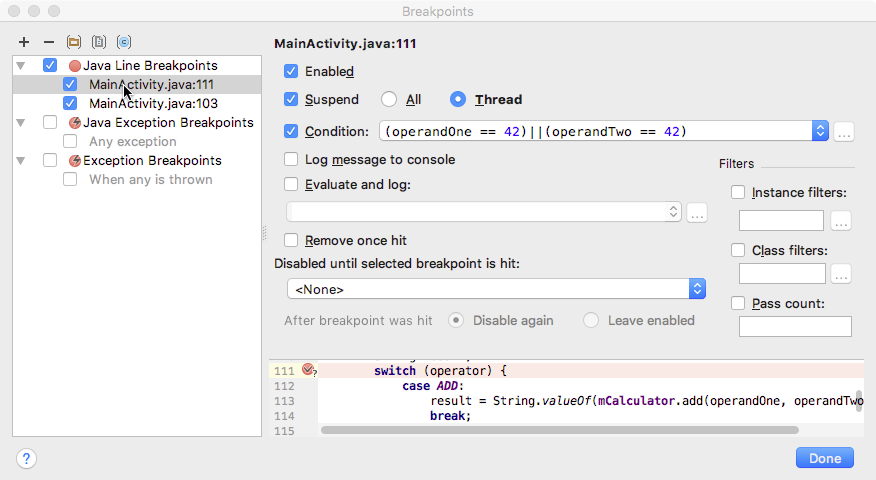 Breakpoints
Java Line Breakpoints
MainActivity.java:111
MainActivity.java:103
Java Exception Breakpoints
Any exception
Exception Breakpoints
When any is thrown
MainActivity.java:111
Enabled
Suspend All Thread
Condition: (operandOne == 42)||(operandTwo == 42) ...
Log message to console
Evaluate and log:
...
Remove once hit
Disabled until selected breakpoint is hit:
<None>
After breakpoint was hit Disable again Leave enabled
Filters
Instance filters:
...
Class filters:
...
Pass count:
111 ? switch (operator) {
112 case ADD:
113 result = String.valueOf(mCalculator.add(operandOne, operandTwo
114 break;
115
? Done